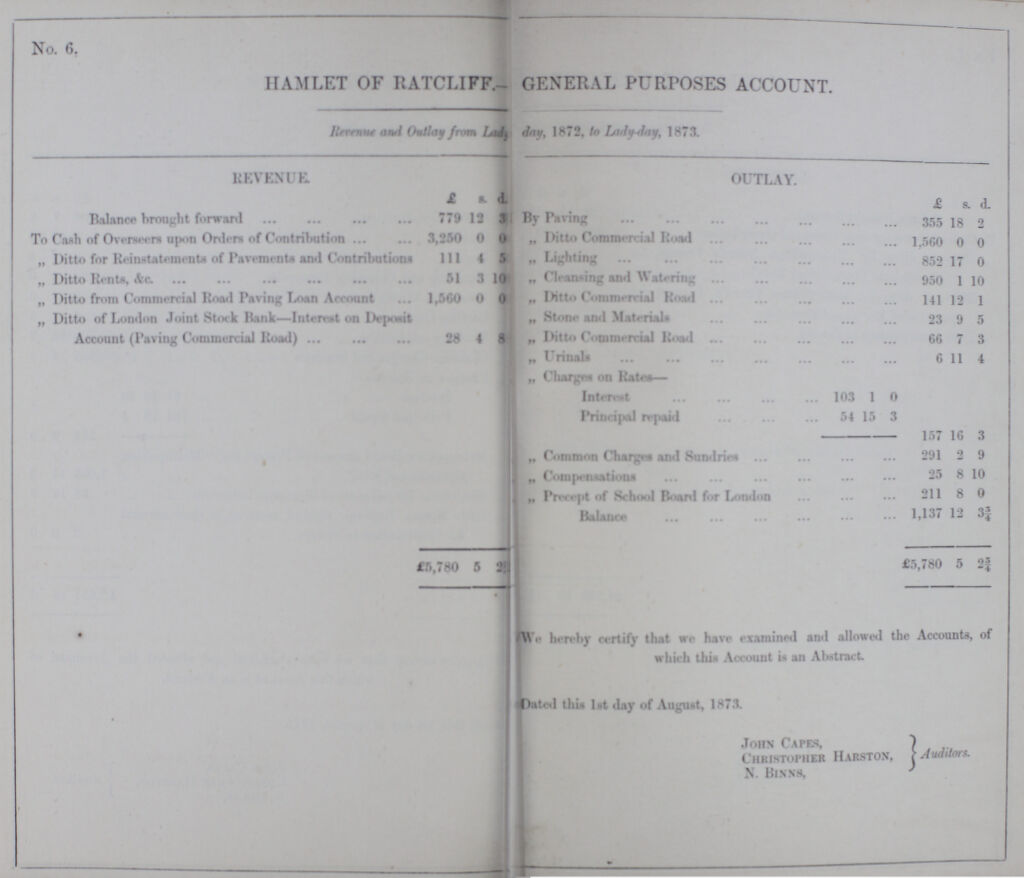 No. 6.
HAMLET OF RATCLIFF.— GENERAL PURPOSES ACCOUNT.
Revenue and Outlay from Lady day, 1872, to Lady-day, 1873.
REVENUE.
£ s. d.
Balance brought forward ... ... ... ... 779 12 3
To Cash of Overseers upon Orders of Contribution ... ... 3,250 0 0
„ Ditto for Reinstatements of Pavements and Contributions 111 4 5
„ Ditto Rents, &c. ... ... ... ... ... ... ... 51 3 10
„ Ditto from Commercial Road Paving Loan Account ... 1,560 0 0
„ Ditto of London Joint Stock Bank—Interest on Deposit
Account (Paving Commercial Road) ... ... ... 28 4 8
£5,780 5 2
OUTLAY.
£ s. d.
By Paving ... ... ... ... ... ... ... 355 18 2
„ Ditto Commercial Road ... ... ... ... ... 1,560 0 0
„ Lighting ... ... ... ... ... ... ... 852 17 0
„ Cleansing and Watering ... ... ... ... ... 950 1 10
„ Ditto Commercial Road ... ... ... ... ... 141 12 1
„ Stone and Materials ... ... ... ... ... 23 9 5
„ Ditto Commercial Road ... ... ... ... ... 66 7 3
„ Urinals ... ... ... ... ... ... ... 6 11 4
„ Charges on Rates—
Interest ... ... ... ... 103 1 0
Principal repaid ... ... ... 54 15 3
157 16 3
„ Common Charges and Sundries ... ... ... ... 291 2 9
„ Compensations ... ... ... ... ... ... 25 8 10
„ Precept of School Board for London ... ... ... 211 8 0
Balance ... ... ... ... ... ... 1,137 12 3¾
£5,780 5 2¾
We hereby certify that we have examined and allowed the Accounts, of
which this Account is an Abstract.
Dated this 1st day of August, 1873.
JOHN CAPES,
CHRISTOPHER HARSTON, } Auditors.
N. BINNS,